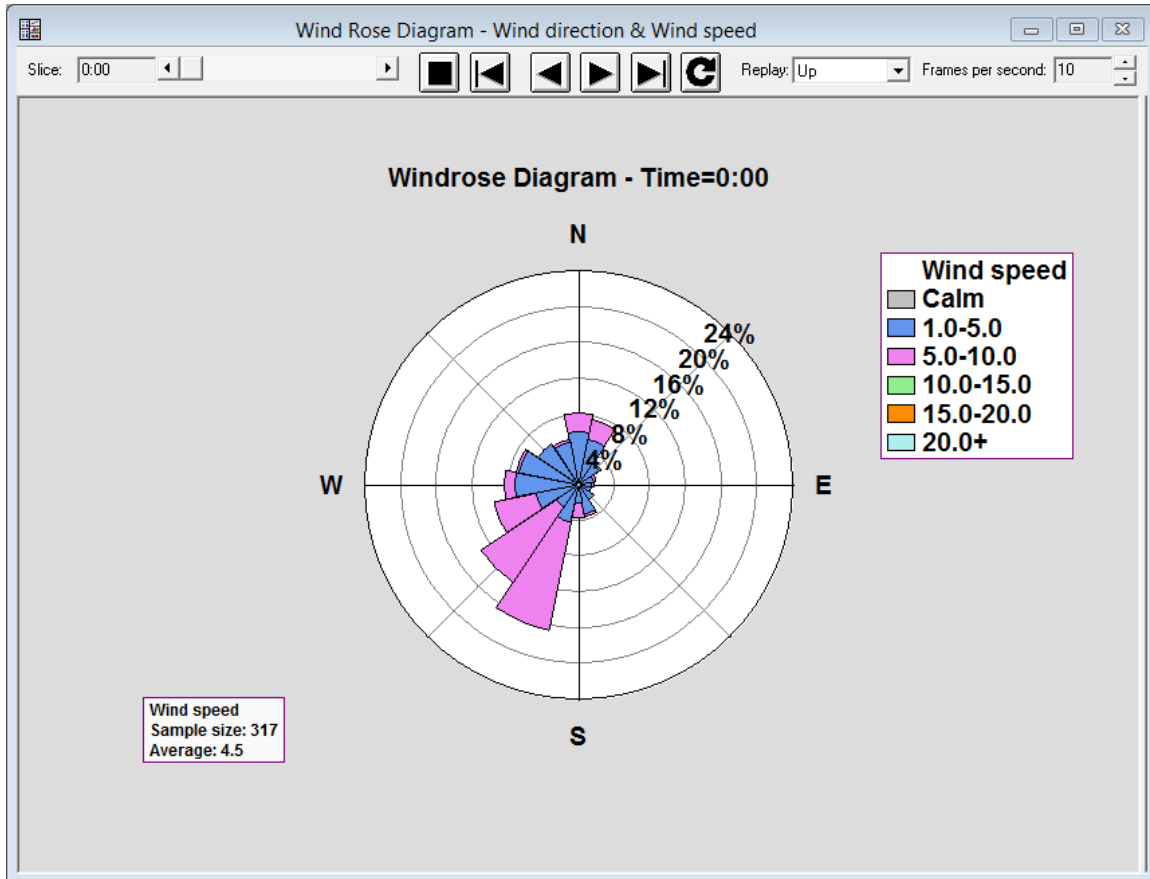 Wind Rose Diagram - Wind direction & Wind speed
Slice: 0:00 Replay: Up Frames per second: 10
Windrose Diagram - Time=0:00
N
Wind speed
Calm
1.0-5.0
5.0-10.0
10.0-15.0
15.0-20.0
20.0+
24%
20%
16%
12%
8%
4%
W
E
S
Wind speed
Sample size: 317
Average: 4.5